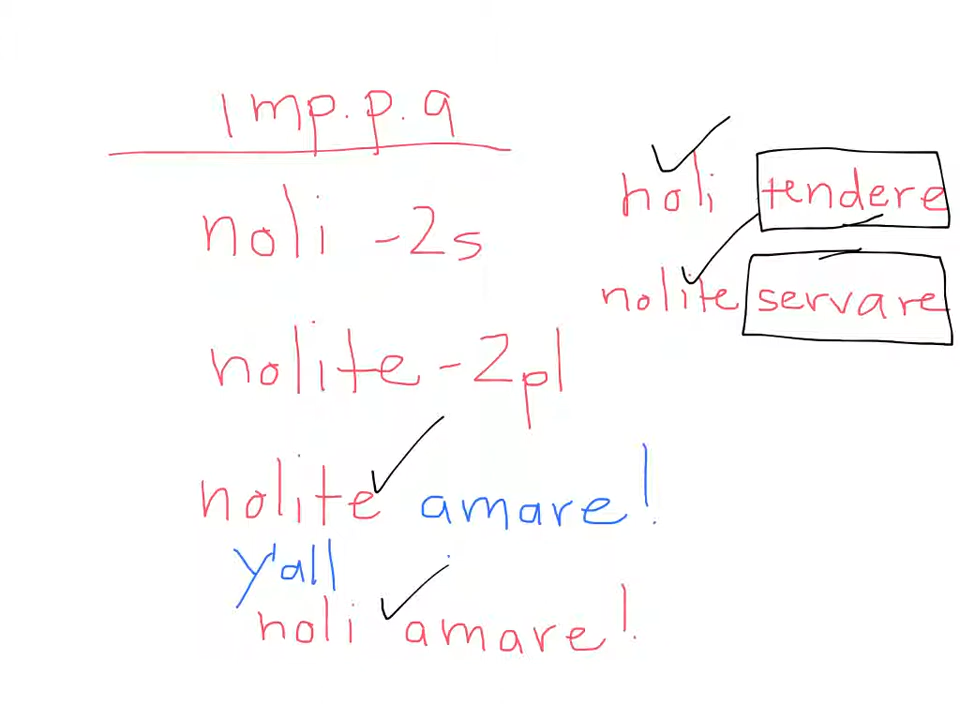 Imp. p. a
noli - 2s
nolite - 2pl
nolite amare!
y'all
noli amare!
noli tendere
nolite servare